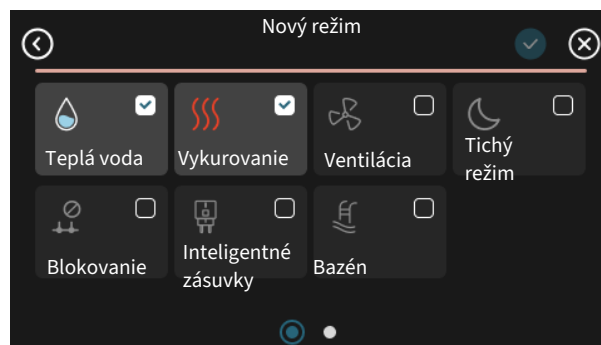 Nový režim
Teplá voda
Vykurovanie
Ventilácia
Tichý
režim
Blokovanie
Inteligentné
zásuvky
Bazén